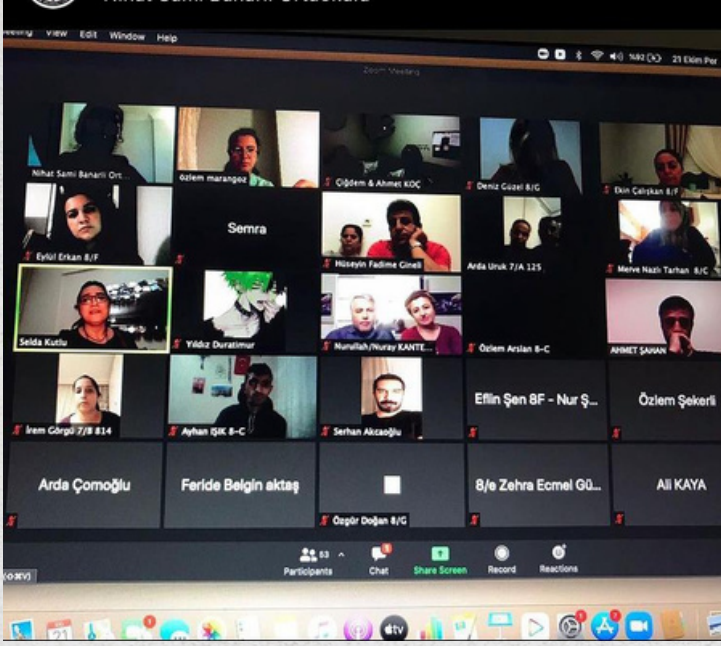 Nihat Sami Banarlı Ortaokulu
Meeting View Edit Window Help
%92 21 Ekim Per
Zoom Meeting
Nihat Sami Banarlı Ort...
özlem marangoz
Çiğdem & Ahmet KOÇ
Deniz Güzel 8/G
Ekin Çalışkan 8/F
Eylül Erkan 8/F
Semra
Hüseyin Fadime Gineli
Arda Uruk 7/A 125
Merve Nazlı Tarhan 8/C
Selda Kutlu
Yıldız Duratimur
Nurullah/Nuray KANTE...
Özlem Arslan 8-C
AHMET ŞAHAN
İrem Görgü 7/B 814
Ayhan IŞIK 8-C
Serhan Akcaoğlu
Eflin Şen 8F - Nur Ş...
Özlem Şekerli
Arda Çomoğlu
Feride Belgin aktaş
Özgür Doğan 8/G
8/e Zehra Ecmel Gü...
Ali KAYA
53
Participants
Chat
Share Screen
Record
Reactions
21
tv